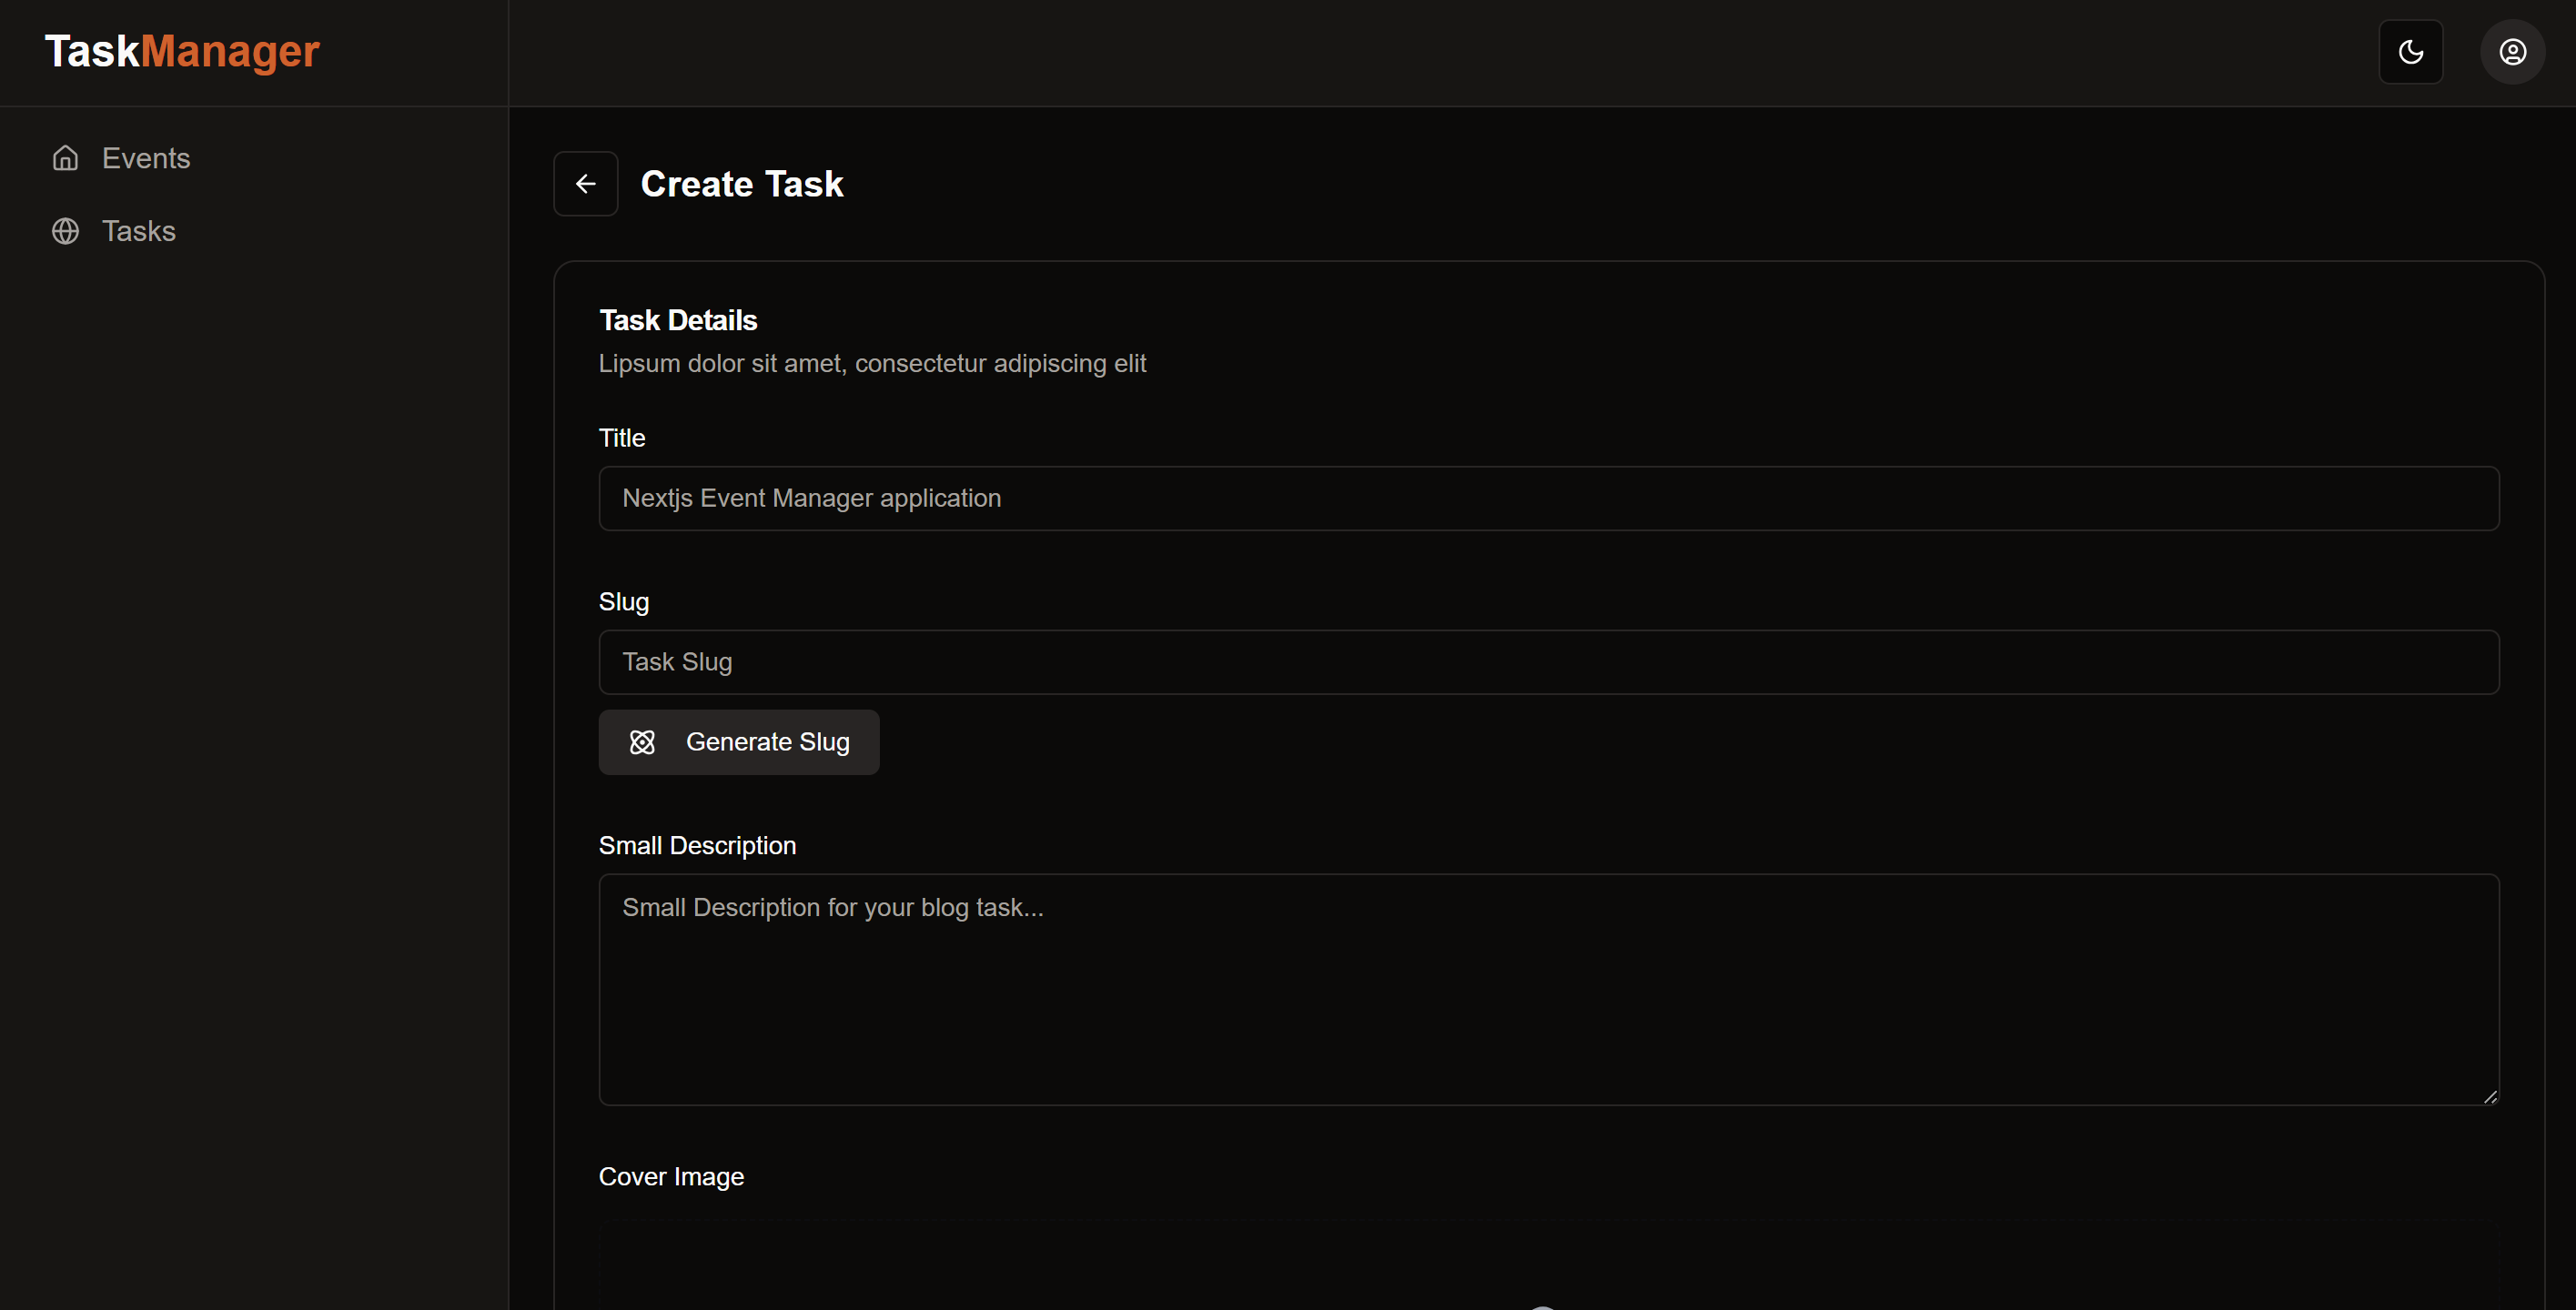 TaskManager
Events
Tasks
Create Task
Task Details
Lipsum dolor sit amet, consectetur adipiscing elit
Title
Nextjs Event Manager application
Slug
Task Slug
Generate Slug
Small Description
Small Description for your blog task...
Cover Image